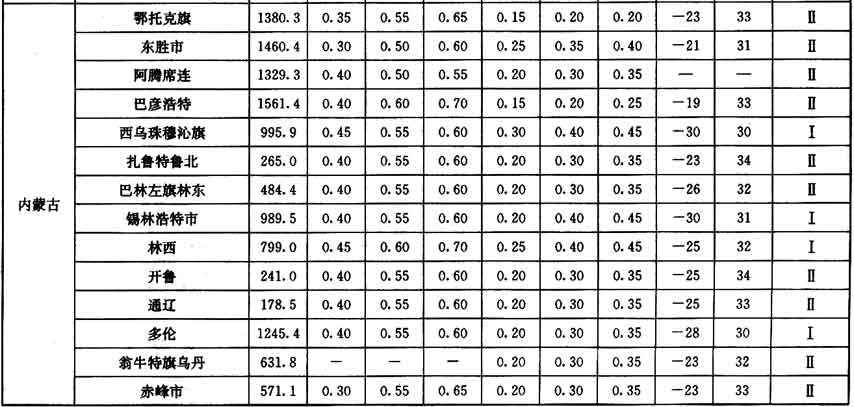 鄂托克旗 1380.3 0.35 0.55 0.65 0.15 0.20 0.20 −23 33 Ⅱ
东胜市 1460.4 0.30 0.50 0.60 0.25 0.35 0.40 −21 31 Ⅱ
阿腾席连 1329.3 0.40 0.50 0.55 0.20 0.30 0.35 — — Ⅱ
巴彦浩特 1561.4 0.40 0.60 0.70 0.15 0.20 0.25 −19 33 Ⅱ
西乌珠穆沁旗 995.9 0.45 0.55 0.60 0.30 0.40 0.45 −30 30 Ⅰ
扎鲁特鲁北 265.0 0.40 0.55 0.60 0.20 0.30 0.35 −23 34 Ⅱ
巴林左旗林东 484.4 0.40 0.55 0.60 0.20 0.30 0.35 −26 32 Ⅱ
内蒙古
锡林浩特市 989.5 0.40 0.55 0.60 0.20 0.40 0.45 −30 31 Ⅰ
林西 799.0 0.45 0.60 0.70 0.25 0.40 0.45 −25 32 Ⅰ
开鲁 241.0 0.40 0.55 0.60 0.20 0.30 0.35 −25 34 Ⅱ
通辽 178.5 0.40 0.55 0.60 0.20 0.30 0.35 −25 33 Ⅱ
多伦 1245.4 0.40 0.55 0.60 0.20 0.30 0.35 −28 30 Ⅰ
翁牛特旗乌丹 631.8 — — — 0.20 0.30 0.35 −23 32 Ⅱ
赤峰市 571.1 0.30 0.55 0.65 0.20 0.30 0.35 −23 33 Ⅱ